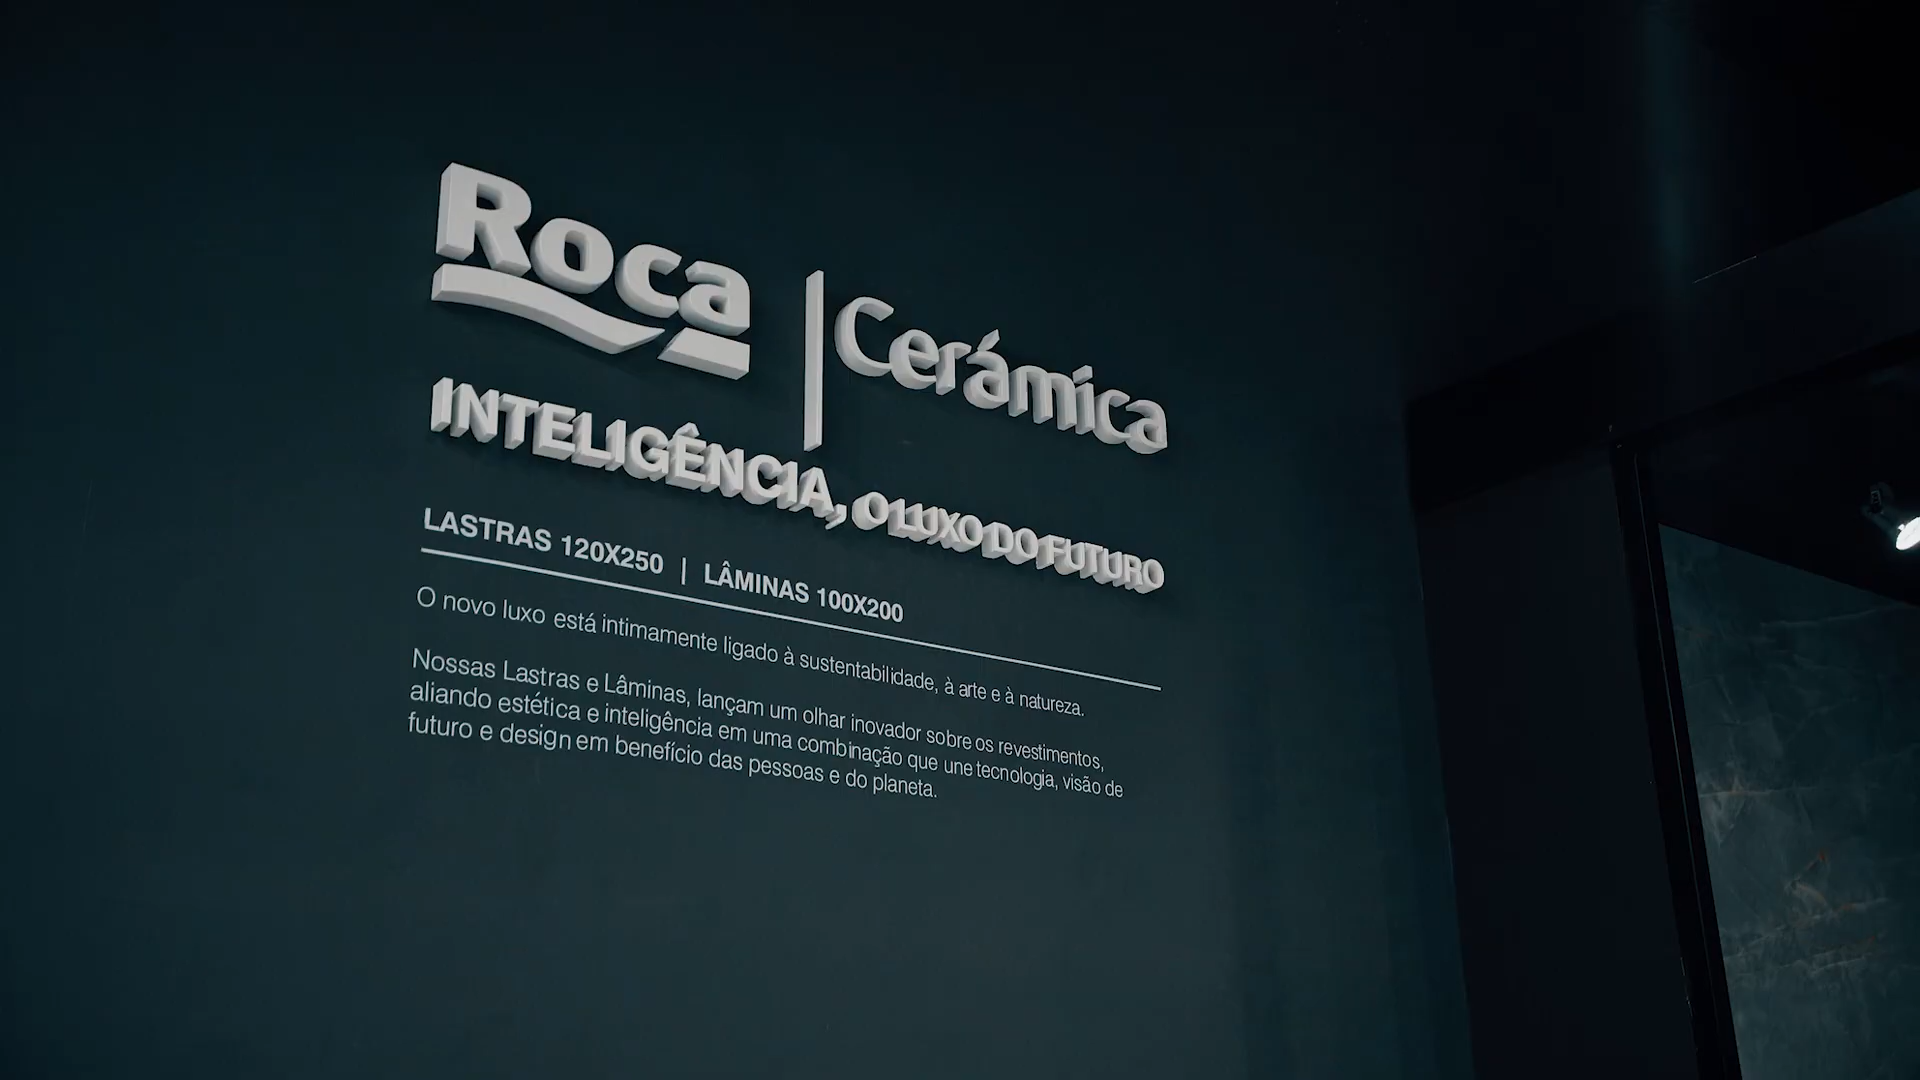 Roca | Cerámica
INTELIGÊNCIA, O LUXO DO FUTURO
LASTRAS 120X250 | LÂMINAS 100X200
O novo luxo está intimamente ligado à sustentabilidade, à arte e à natureza.
Nossas Lastras e Lâminas, lançam um olhar inovador sobre os revestimentos,
aliando estética e inteligência em uma combinação que une tecnologia, visão de
futuro e design em benefício das pessoas e do planeta.